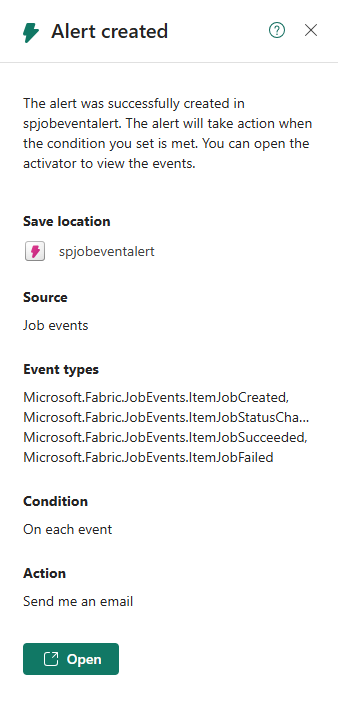 Alert created
The alert was successfully created in
spjobeventalert. The alert will take action when
the condition you set is met. You can open the
activator to view the events.
Save location
spjobeventalert
Source
Job events
Event types
Microsoft.Fabric.JobEvents.ItemJobCreated,
Microsoft.Fabric.JobEvents.ItemJobStatusCha...
Microsoft.Fabric.JobEvents.ItemJobSucceeded,
Microsoft.Fabric.JobEvents.ItemJobFailed
Condition
On each event
Action
Send me an email
Open